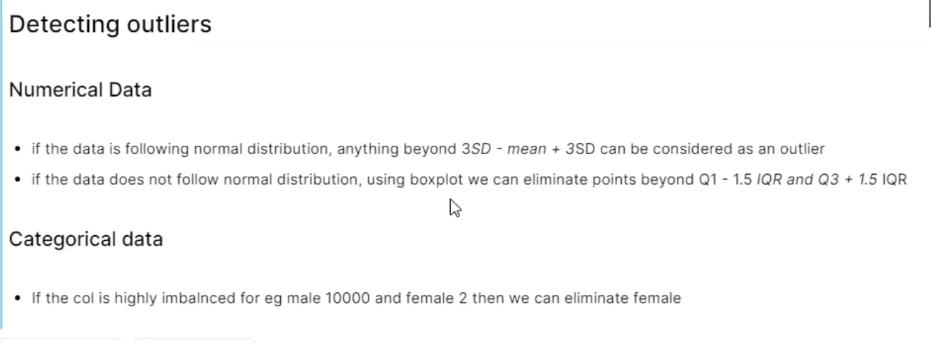 Detecting outliers
Numerical Data
• if the data is following normal distribution, anything beyond 3SD - mean + 3SD can be considered as an outlier
• if the data does not follow normal distribution, using boxplot we can eliminate points beyond Q1 - 1.5 IQR and Q3 + 1.5 IQR
Categorical data
• If the col is highly imbalnced for eg male 10000 and female 2 then we can eliminate female